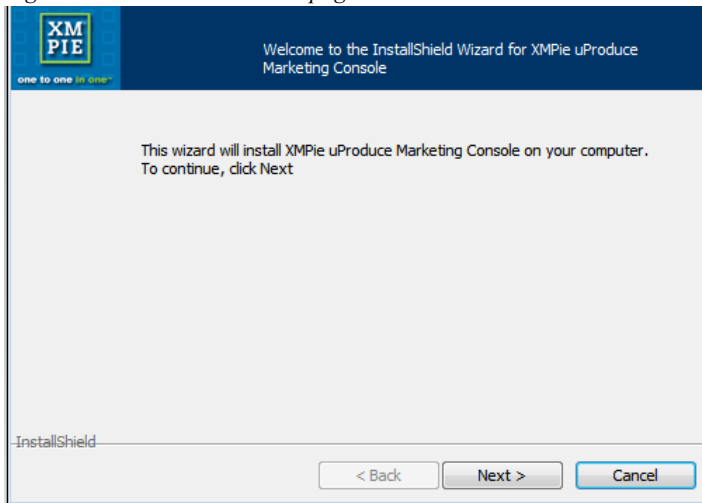 XM
PIE
one to one in one™
Welcome to the InstallShield Wizard for XMPie uProduce
Marketing Console
This wizard will install XMPie uProduce Marketing Console on your computer.
To continue, click Next
InstallShield
< Back Next > Cancel